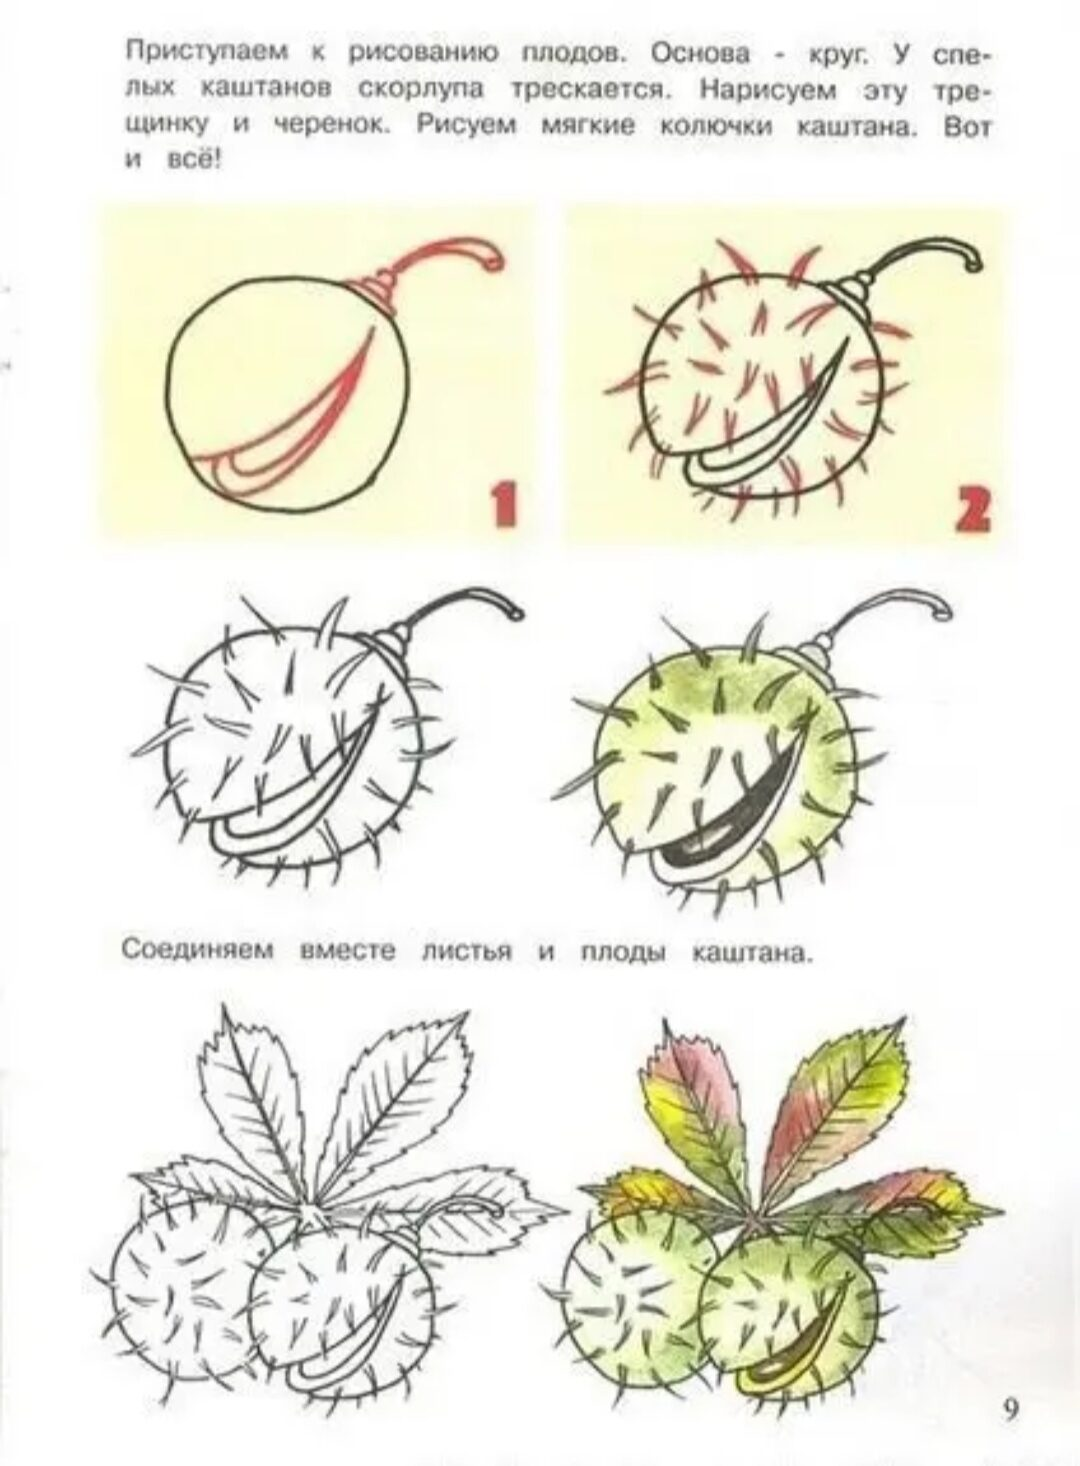 Приступаем к рисованию плодов. Основа - круг. У спе-
лых каштанов скорлупа трескается. Нарисуем эту тре-
щинку и черенок. Рисуем мягкие колючки каштана. Вот
и всё!
1
2
Соединяем вместе листья и плоды каштана.
9